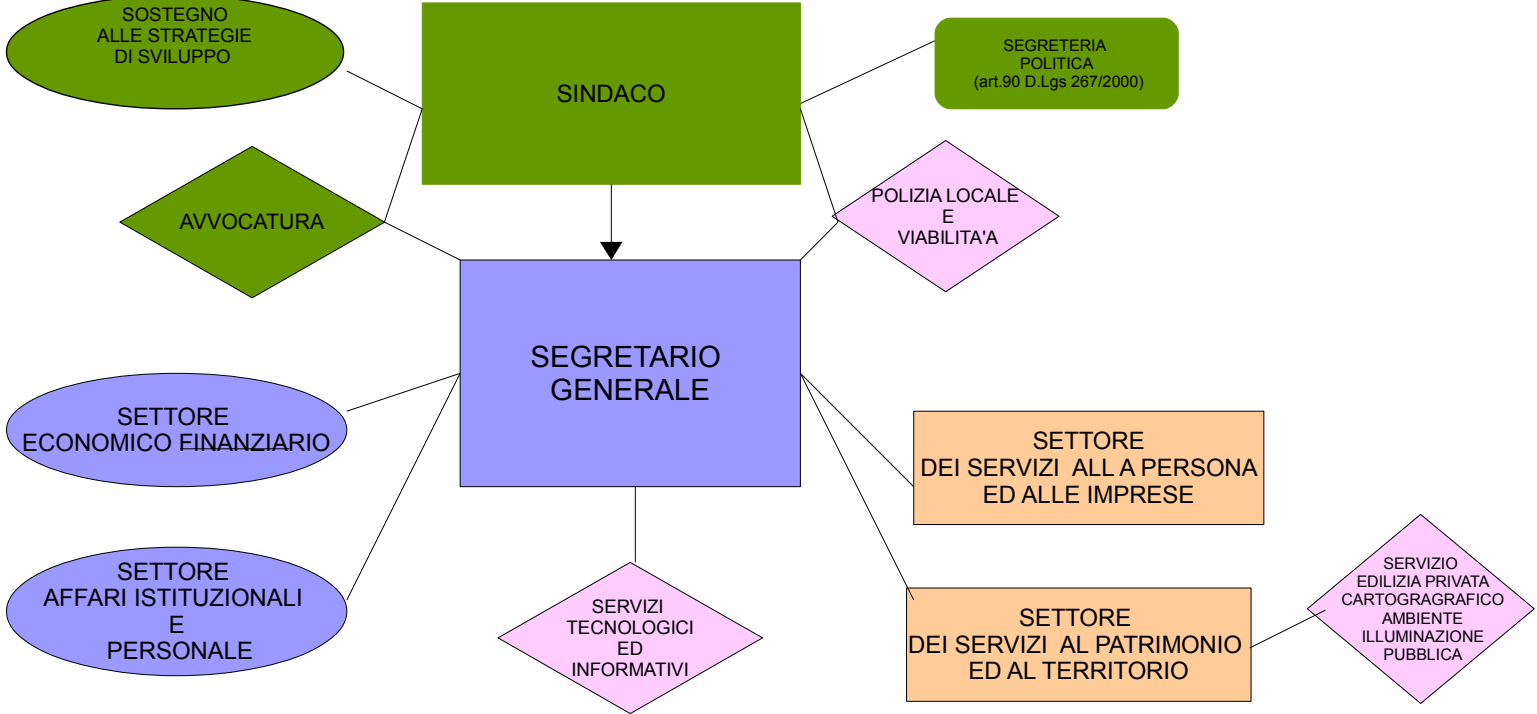 SOSTEGNO
ALLE STRATEGIE
DI SVILUPPO
SINDACO
SEGRETERIA
POLITICA
(art.90 D.Lgs 267/2000)
AVVOCATURA
POLIZIA LOCALE
E
VIABILITA'A
SEGRETARIO
GENERALE
SETTORE
ECONOMICO FINANZIARIO
SETTORE
DEI SERVIZI ALL A PERSONA
ED ALLE IMPRESE
SETTORE
AFFARI ISTITUZIONALI
E
PERSONALE
SERVIZI
TECNOLOGICI
ED
INFORMATIVI
SETTORE
DEI SERVIZI AL PATRIMONIO
ED AL TERRITORIO
SERVIZIO
EDILIZIA PRIVATA
CARTOGRAGRAFICO
AMBIENTE
ILLUMINAZIONE
PUBBLICA